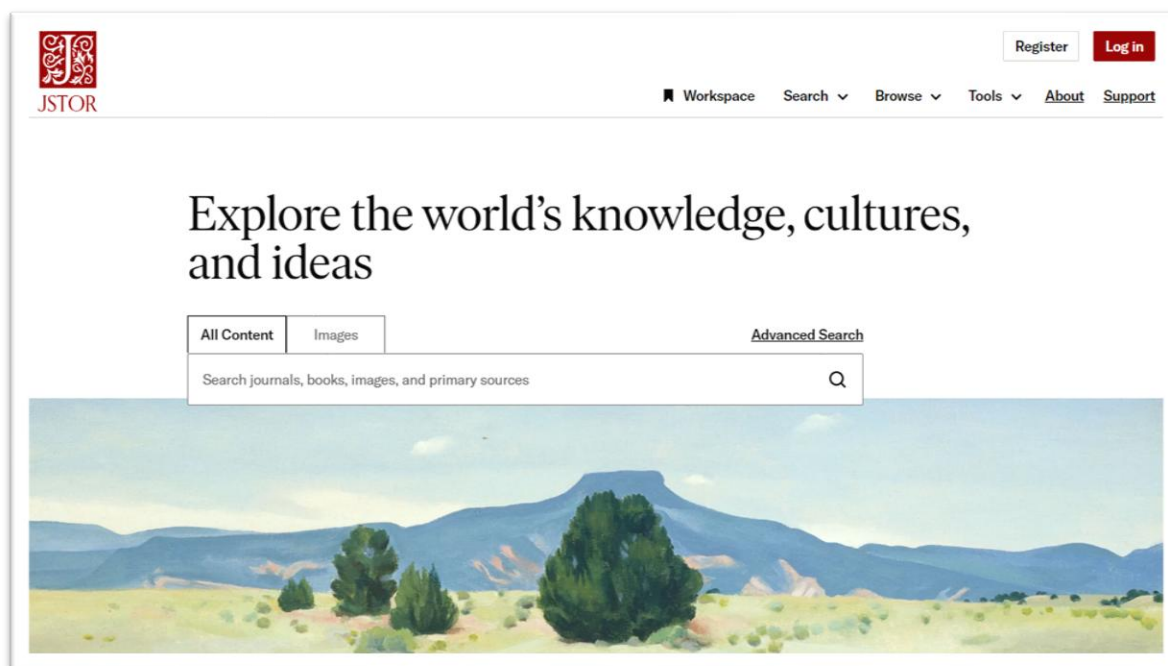 JSTOR
Register Log in
Workspace Search Browse Tools About Support
Explore the world’s knowledge, cultures,
and ideas
All Content Images Advanced Search
Search journals, books, images, and primary sources